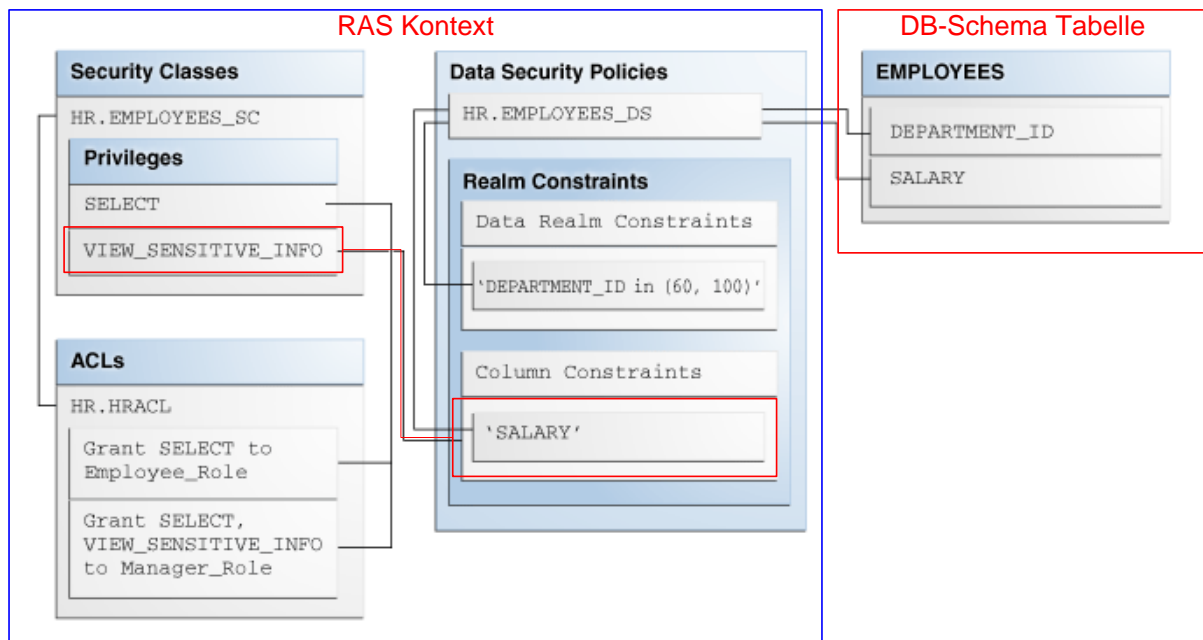 RAS Kontext
Security Classes
HR.EMPLOYEES_SC
Privileges
SELECT
VIEW_SENSITIVE_INFO
ACLs
HR.HRACL
Grant SELECT to
Employee_Role
Grant SELECT,
VIEW_SENSITIVE_INFO
to Manager_Role
Data Security Policies
HR.EMPLOYEES_DS
Realm Constraints
Data Realm Constraints
‘DEPARTMENT_ID in (60, 100)’
Column Constraints
‘SALARY’
DB-Schema Tabelle
EMPLOYEES
DEPARTMENT_ID
SALARY